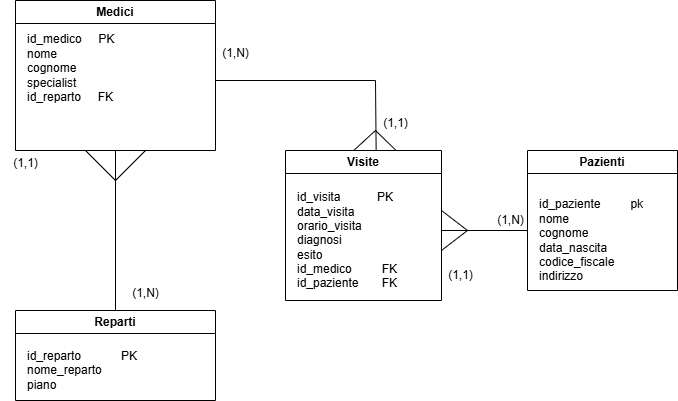 Medici
id_medico PK
nome
cognome
specialist
id_reparto FK
(1,N)
(1,1)
(1,1)
Visite
id_visita PK
data_visita
orario_visita
diagnosi
esito
id_medico FK
id_paziente FK
(1,N)
(1,1)
Pazienti
id_paziente pk
nome
cognome
data_nascita
codice_fiscale
indirizzo
(1,N)
Reparti
id_reparto PK
nome_reparto
piano